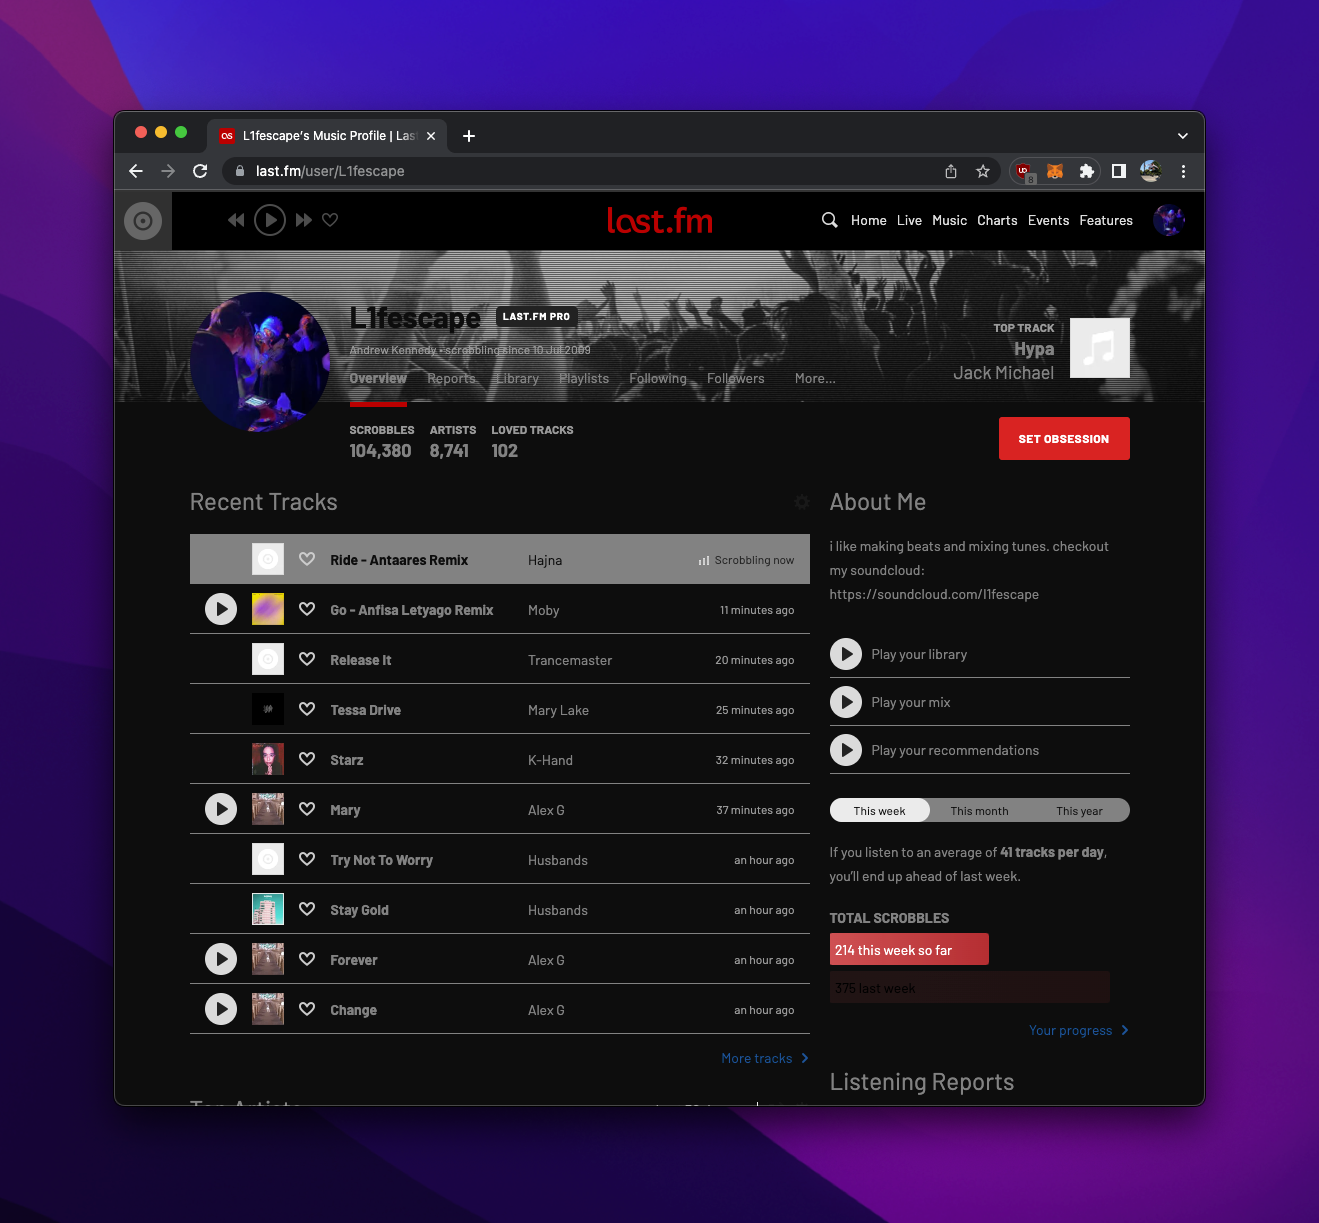 L1fescape's Music Profile | Las
last.fm/user/L1fescape
last.fm
Home Live Music Charts Events Features
L1fescape LAST.FM PRO
Andrew Kennedy • scrobbling since 10 Jul 2009
Overview Reports Library Playlists Following Followers More...
TOP TRACK
Hypa
Jack Michael
SCROBBLES ARTISTS LOVED TRACKS
104,380 8,741 102
SET OBSESSION
Recent Tracks
Ride - Antaares Remix Hajna Scrobbling now
Go - Anfisa Letyago Remix Moby 11 minutes ago
Release It Trancemaster 20 minutes ago
Tessa Drive Mary Lake 25 minutes ago
Starz K-Hand 32 minutes ago
Mary Alex G 37 minutes ago
Try Not To Worry Husbands an hour ago
Stay Gold Husbands an hour ago
Forever Alex G an hour ago
Change Alex G an hour ago
More tracks
Top Artists
About Me
i like making beats and mixing tunes. checkout
my soundcloud:
https://soundcloud.com/l1fescape
Play your library
Play your mix
Play your recommendations
This week This month This year
If you listen to an average of 41 tracks per day,
you'll end up ahead of last week.
TOTAL SCROBBLES
214 this week so far
375 last week
Your progress
Listening Reports